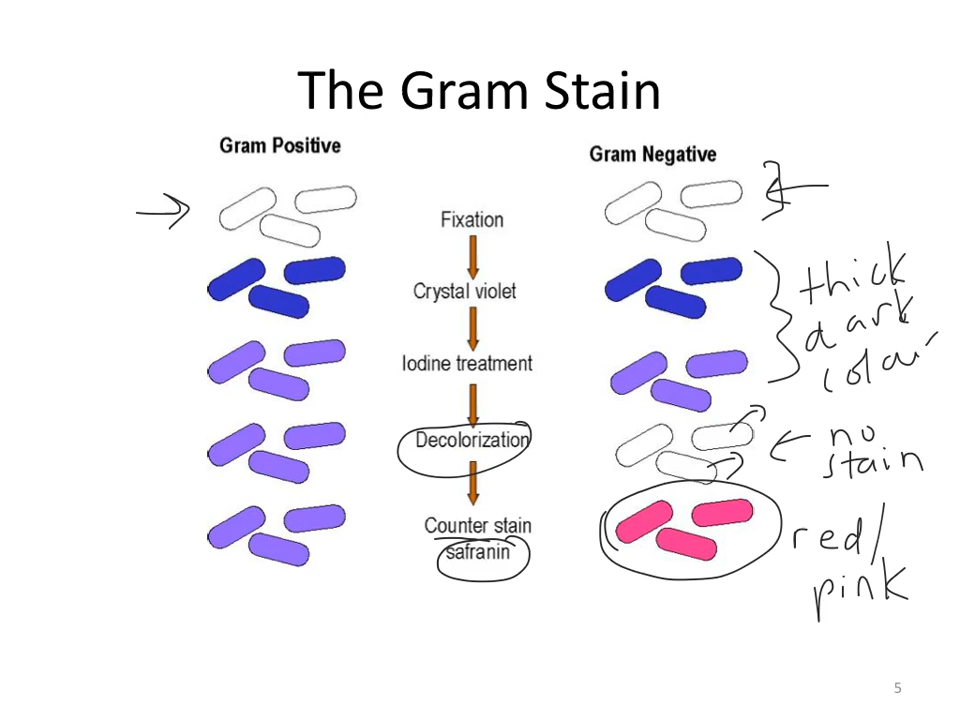 The Gram Stain
Gram Positive
Gram Negative
Fixation
Crystal violet
Iodine treatment
Decolorization
Counter stain
safranin
thick
dark
colour
no
stain
red/
pink
5